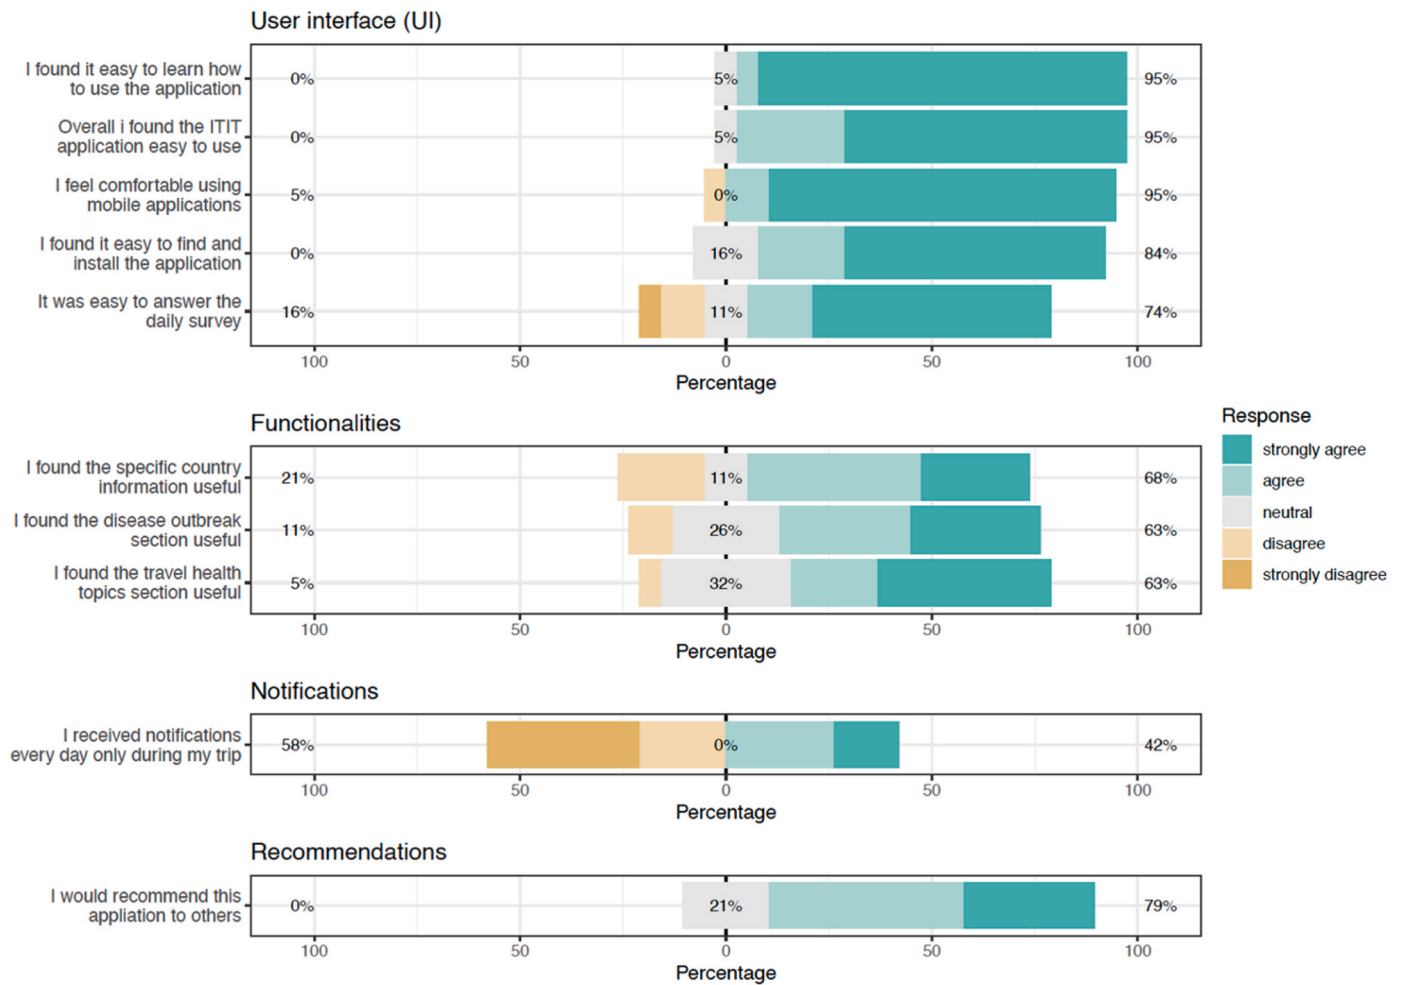 User interface (UI)
I found it easy to learn how
to use the application
0%
5%
95%
Overall i found the ITIT
application easy to use
0%
5%
95%
I feel comfortable using
mobile applications
5%
0%
95%
I found it easy to find and
install the application
0%
16%
84%
It was easy to answer the
daily survey
16%
11%
74%
100 50 0 50 100
Percentage
Functionalities
I found the specific country
information useful
21%
11%
68%
I found the disease outbreak
section useful
11%
26%
63%
I found the travel health
topics section useful
5%
32%
63%
100 50 0 50 100
Percentage
Response
strongly agree
agree
neutral
disagree
strongly disagree
Notifications
I received notifications
every day only during my trip
58%
0%
42%
100 50 0 50 100
Percentage
Recommendations
I would recommend this
appliation to others
0%
21%
79%
100 50 0 50 100
Percentage